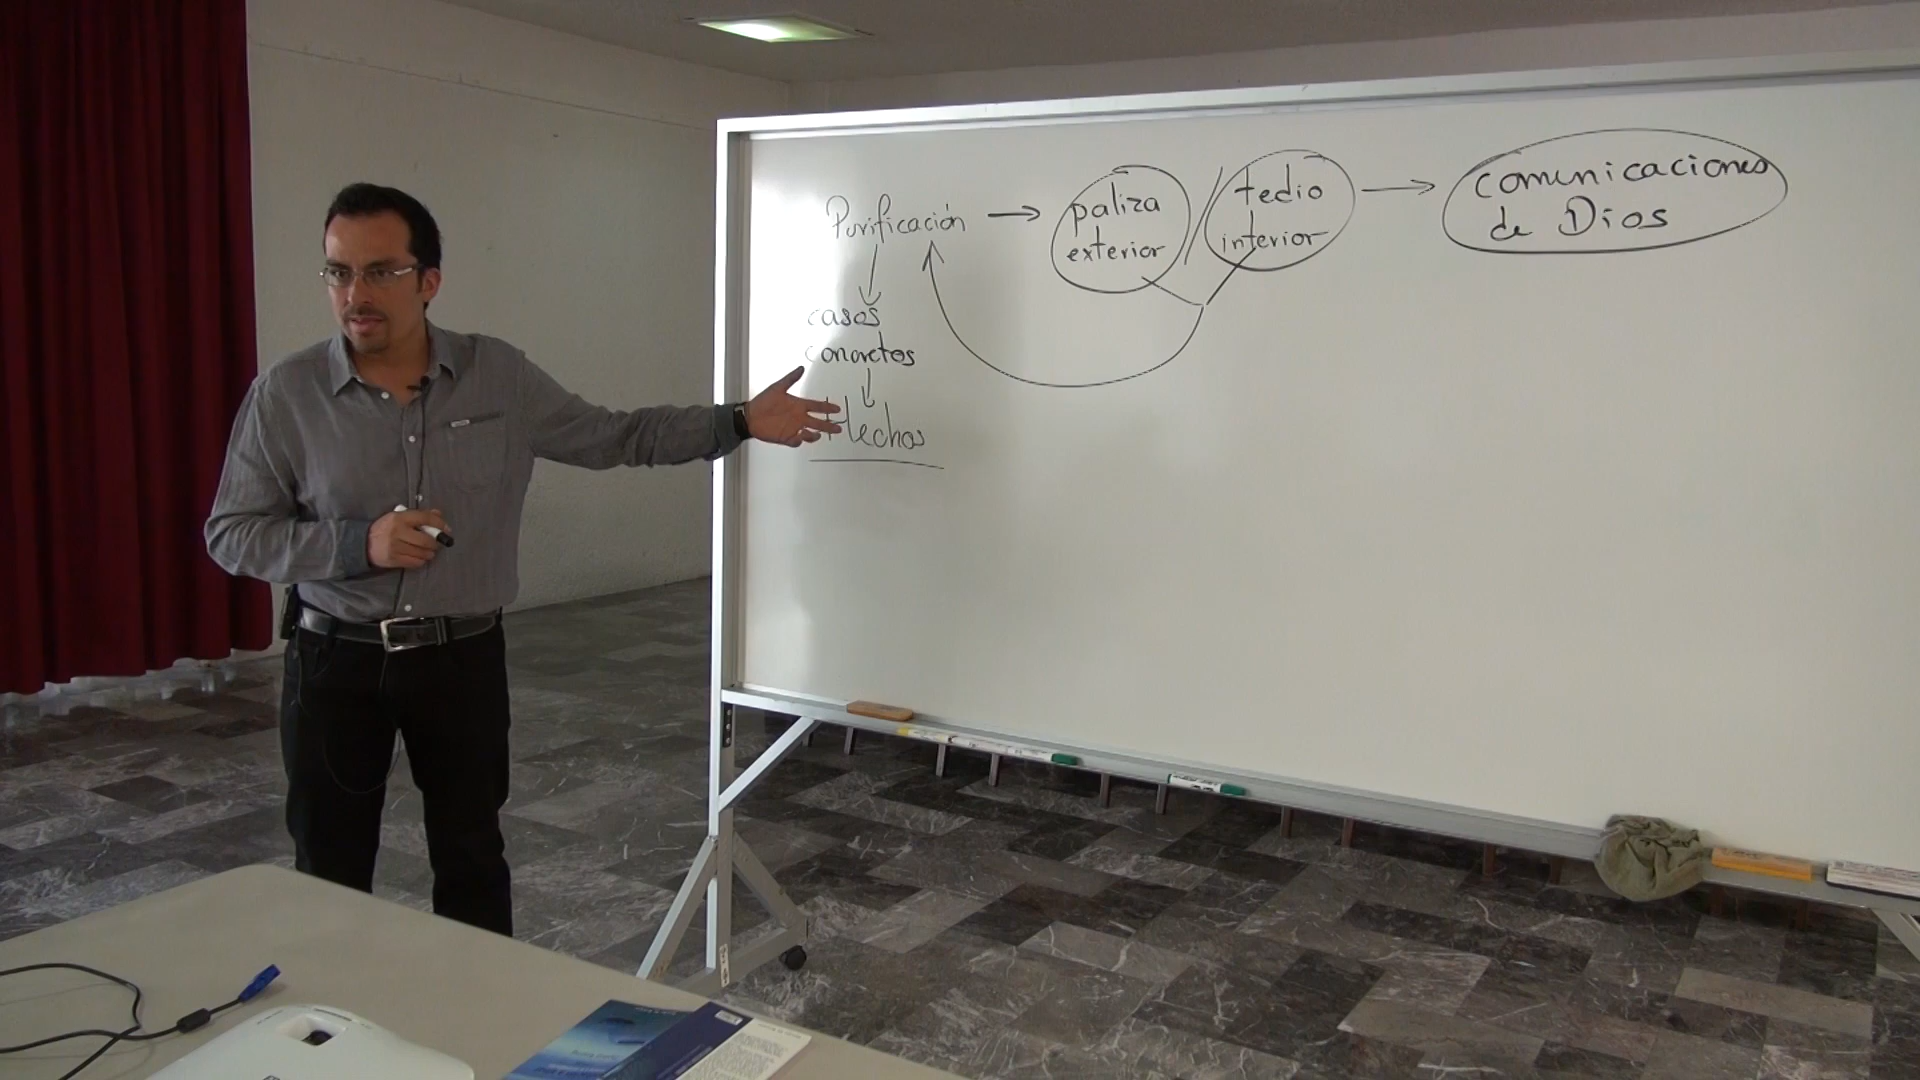 Purificación
casos
concretos
Hechos
paliza
exterior
tedio
interior
comunicaciones
de Dios